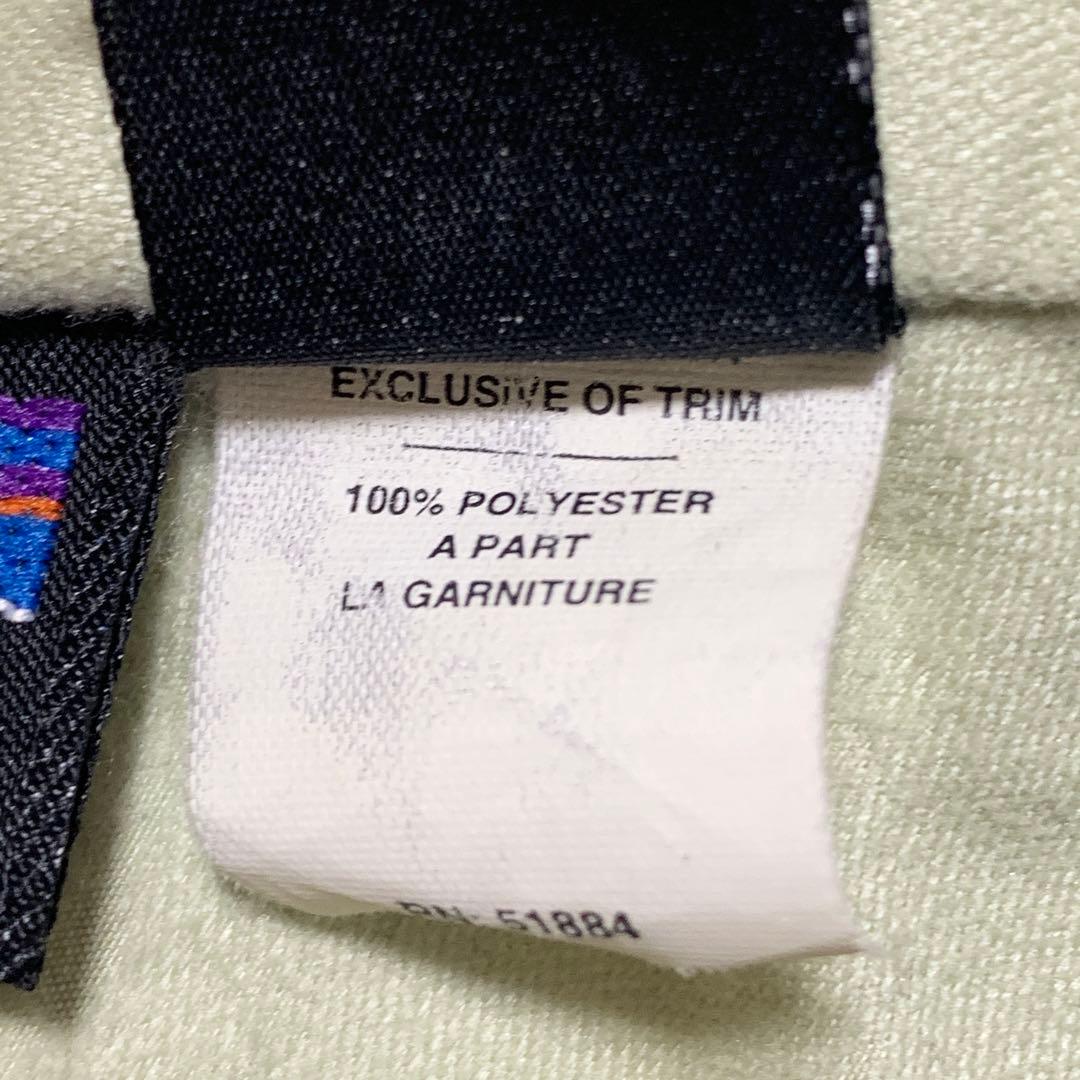 EXCLUSIVE OF TRIM
100% POLYESTER
A PART
LA GARNITURE
RN: 51884